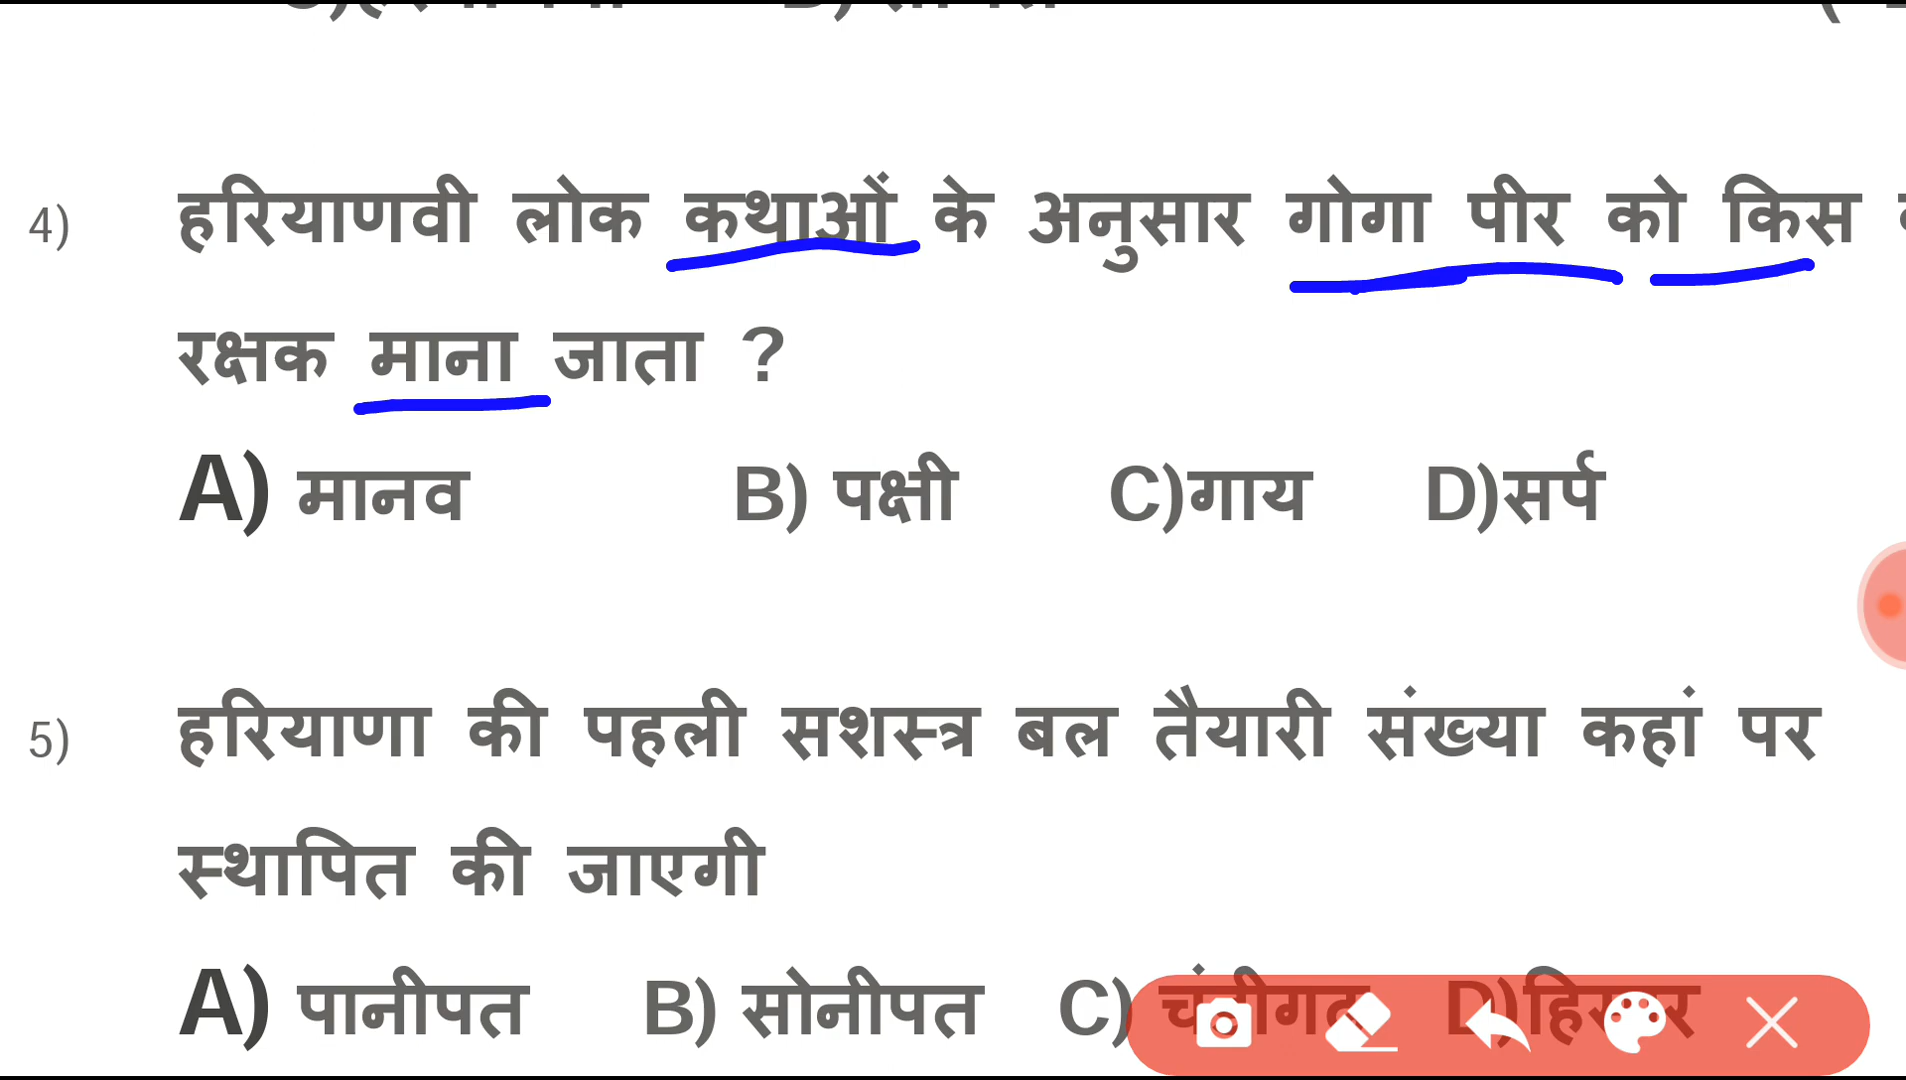 4) हरियाणवी लोक कथाओं के अनुसार गोगा पीर को किस
रक्षक माना जाता ?
A) मानव B) पक्षी C)गाय D)सर्प
5) हरियाणा की पहली सशस्त्र बल तैयारी संख्या कहां पर
स्थापित की जाएगी
A) पानीपत B) सोनीपत C) D)